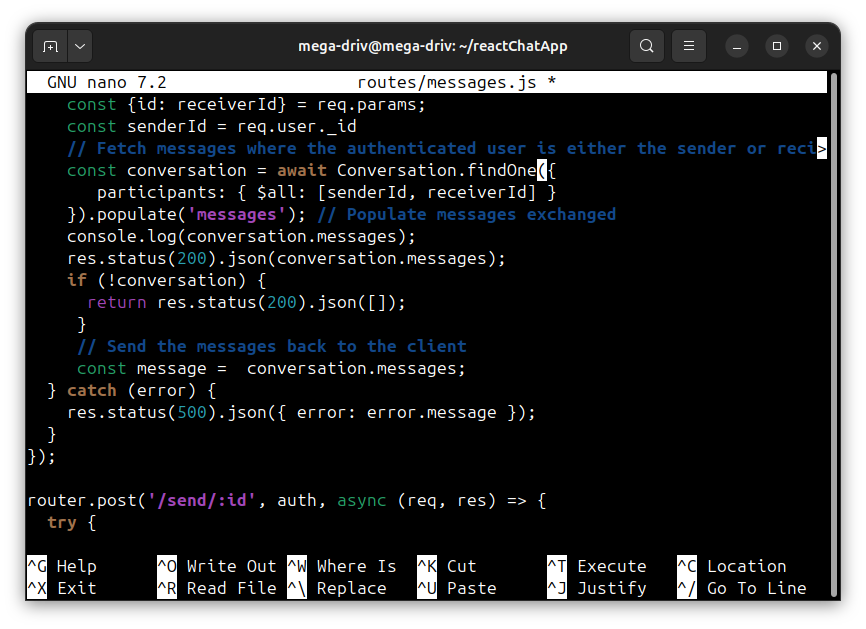 mega-driv@mega-driv: ~/reactChatApp
GNU nano 7.2 routes/messages.js *
const {id: receiverId} = req.params;
const senderId = req.user._id
// Fetch messages where the authenticated user is either the sender or reci>
const conversation = await Conversation.findOne({
participants: { $all: [senderId, receiverId] }
}).populate('messages'); // Populate messages exchanged
console.log(conversation.messages);
res.status(200).json(conversation.messages);
if (!conversation) {
return res.status(200).json([]);
}
// Send the messages back to the client
const message =  conversation.messages;
} catch (error) {
res.status(500).json({ error: error.message });
}
});
router.post('/send/:id', auth, async (req, res) => {
try {
^G Help ^O Write Out ^W Where Is ^K Cut ^T Execute ^C Location
^X Exit ^R Read File ^\ Replace ^U Paste ^J Justify ^/ Go To Line